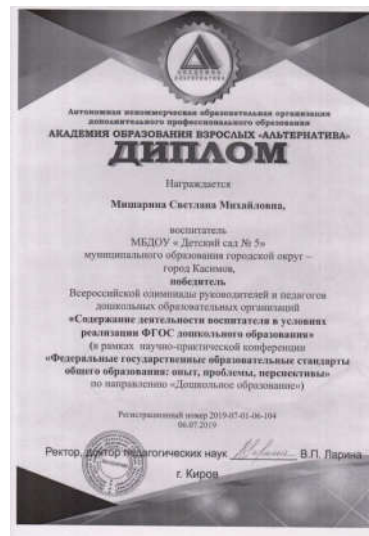 АКАДЕМИЯ
АЛЬТЕРНАТИВА
Автономная некоммерческая образовательная организация
дополнительного профессионального образования
АКАДЕМИЯ ОБРАЗОВАНИЯ ВЗРОСЛЫХ «АЛЬТЕРНАТИВА»
ДИПЛОМ
Награждается
Мишарина Светлана Михайловна,
воспитатель
МБДОУ « Детский сад № 5»
муниципального образования городской округ –
город Касимов,
победитель
Всероссийской олимпиады руководителей и педагогов
дошкольных образовательных организаций
«Содержание деятельности воспитателя в условиях
реализации ФГОС дошкольного образования»
(в рамках научно-практической конференции
«Федеральные государственные образовательные стандарты
общего образования: опыт, проблемы, перспективы»
по направлению «Дошкольное образование»)
Регистрационный номер 2019-07-01-06-104
06.07.2019
Ректор, доктор педагогических наук В.П. Ларина
г. Киров